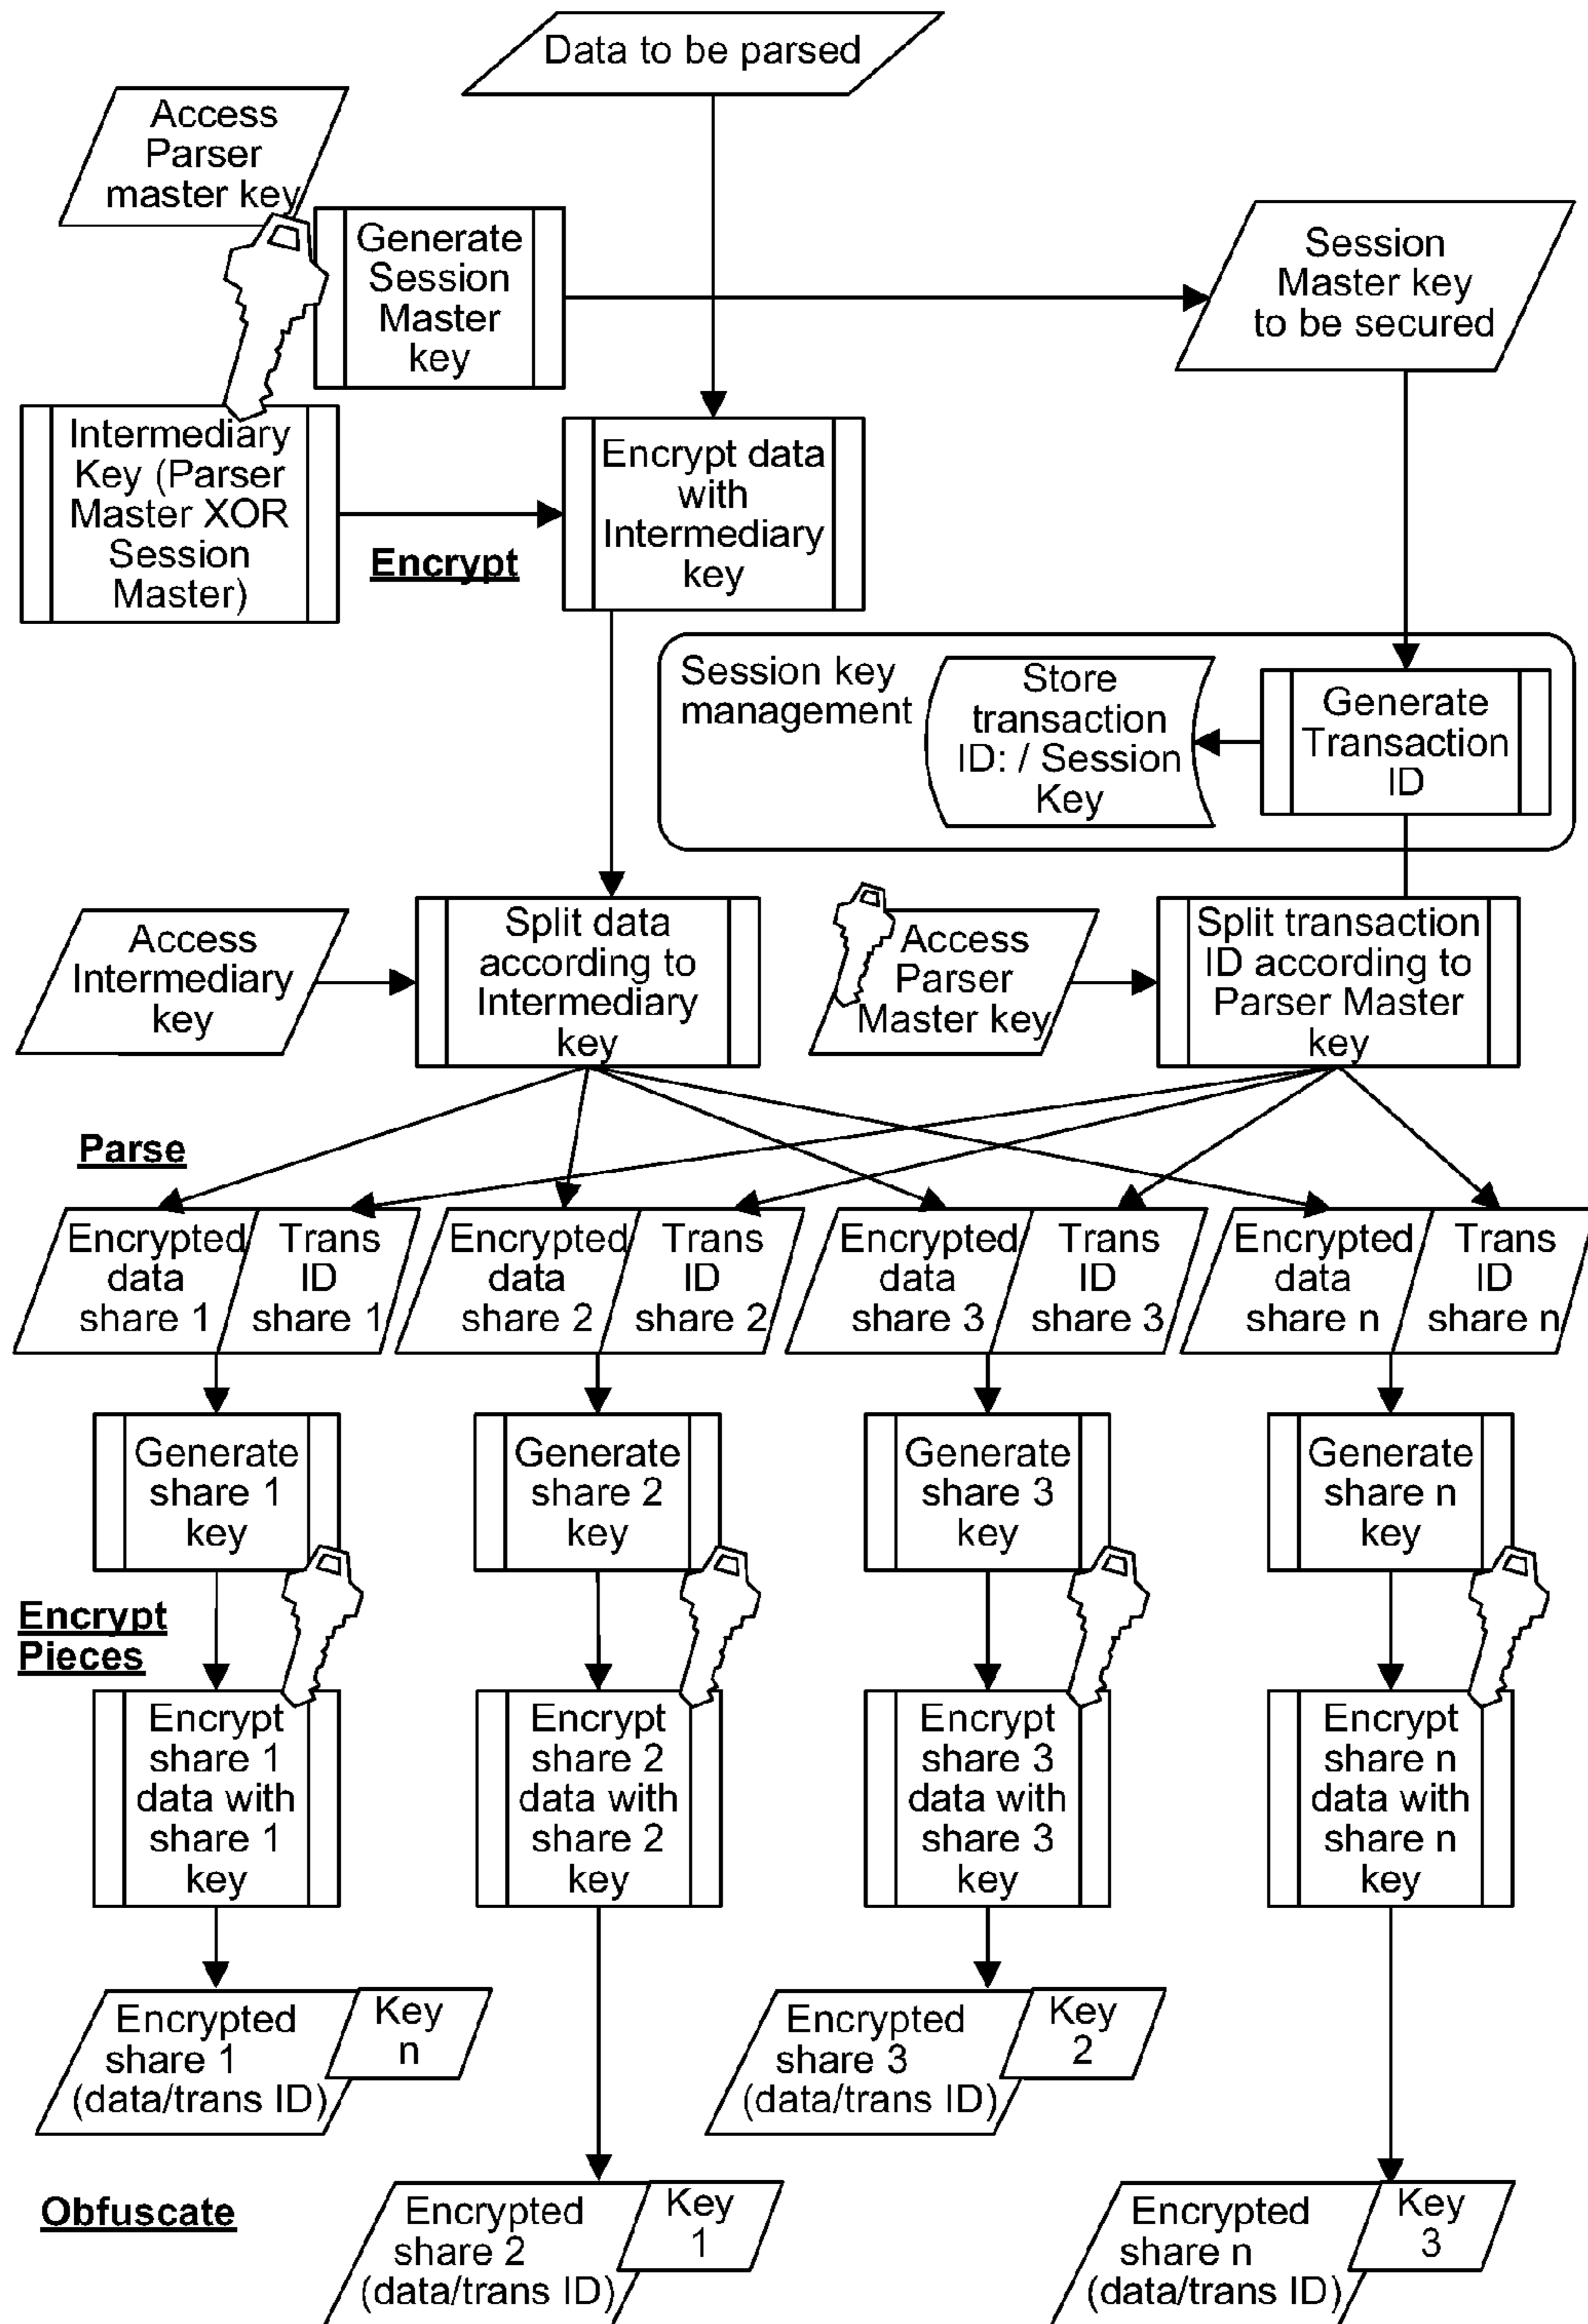 Data to be parsed
Access
Parser
master key
Generate
Session
Master
key
Session
Master key
to be secured
Intermediary
Key (Parser
Master XOR
Session
Master)
Encrypt
Encrypt data
with
Intermediary
key
Session key
management
Store
transaction
ID: / Session
Key
Generate
Transaction
ID
Access
Intermediary
key
Split data
according to
Intermediary
key
Access
Parser
Master key
Split transaction
ID according to
Parser Master
key
Parse
Encrypted
data
share 1
Trans
ID
share 1
Encrypted
data
share 2
Trans
ID
share 2
Encrypted
data
share 3
Trans
ID
share 3
Encrypted
data
share n
Trans
ID
share n
Generate
share 1
key
Generate
share 2
key
Generate
share 3
key
Generate
share n
key
Encrypt
Pieces
Encrypt
share 1
data with
share 1
key
Encrypt
share 2
data with
share 2
key
Encrypt
share 3
data with
share 3
key
Encrypt
share n
data with
share n
key
Encrypted
share 1
(data/trans ID)
Key
n
Encrypted
share 3
(data/trans ID)
Key
2
Obfuscate
Encrypted
share 2
(data/trans ID)
Key
1
Encrypted
share n
(data/trans ID)
Key
3